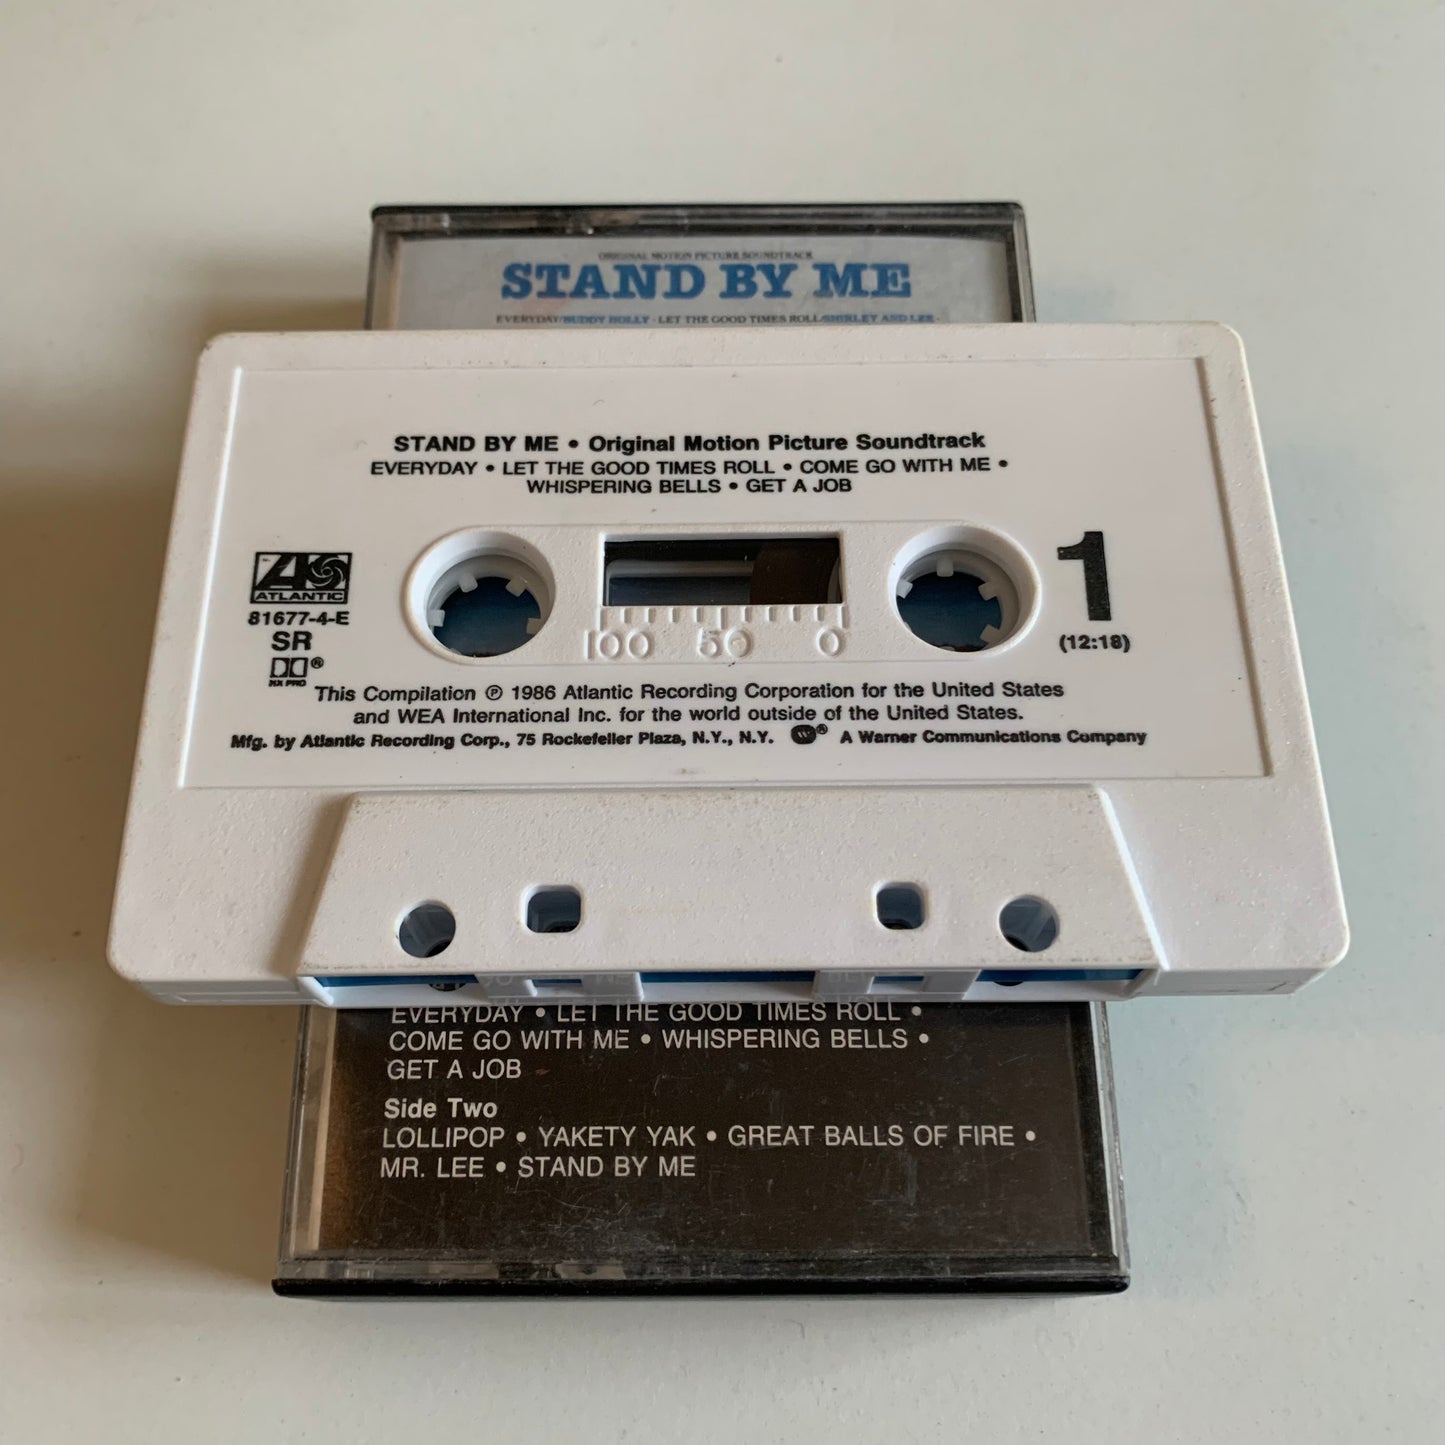 ORIGINAL MOTION PICTURE SOUNDTRACK
STAND BY ME
EVERYDAY/BUDDY HOLLY · LET THE GOOD TIMES ROLL/SHIRLEY AND LEE ·
STAND BY ME • Original Motion Picture Soundtrack
EVERYDAY • LET THE GOOD TIMES ROLL • COME GO WITH ME •
WHISPERING BELLS • GET A JOB
ATLANTIC
81677-4-E
SR
®
HX PRO
100 50 0
1
(12:18)
This Compilation ℗ 1986 Atlantic Recording Corporation for the United States
and WEA International Inc. for the world outside of the United States.
Mfg. by Atlantic Recording Corp., 75 Rockefeller Plaza, N.Y., N.Y. ® A Warner Communications Company
EVERYDAY • LET THE GOOD TIMES ROLL •
COME GO WITH ME • WHISPERING BELLS •
GET A JOB
Side Two
LOLLIPOP • YAKETY YAK • GREAT BALLS OF FIRE •
MR. LEE • STAND BY ME